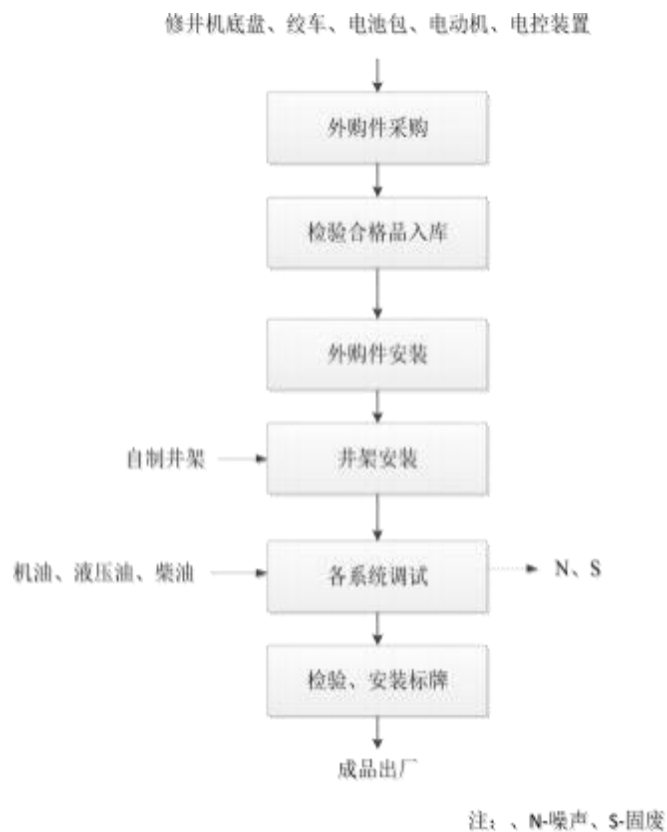 修井机底盘、绞车、电池包、电动机、电控装置
外购件采购
检验合格品入库
外购件安装
自制井架
井架安装
机油、液压油、柴油
各系统调试
N、S
检验、安装标牌
成品出厂
注：、N-噪声、S-固废